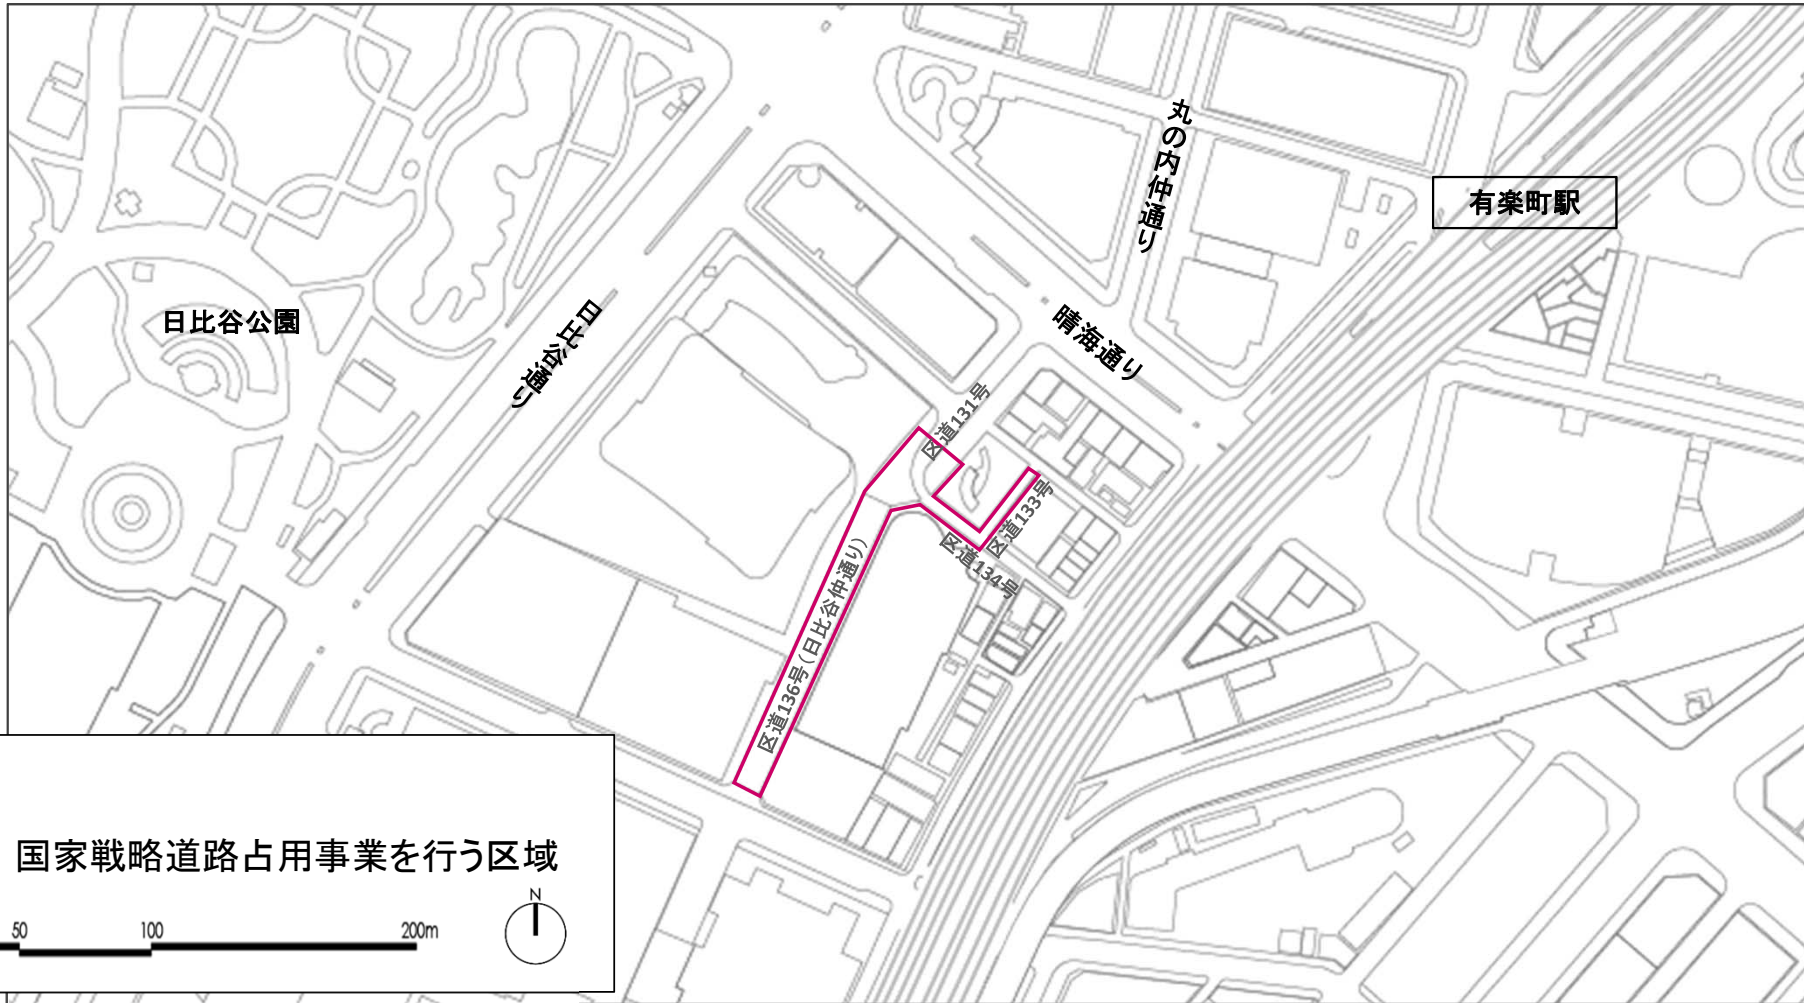 丸の内仲通り
有楽町駅
日比谷公園
日比谷通り
晴海通り
区道131号
区道133号
区道134号
区道136号（日比谷仲通り）
国家戦略道路占用事業を行う区域
N
50 100 200m